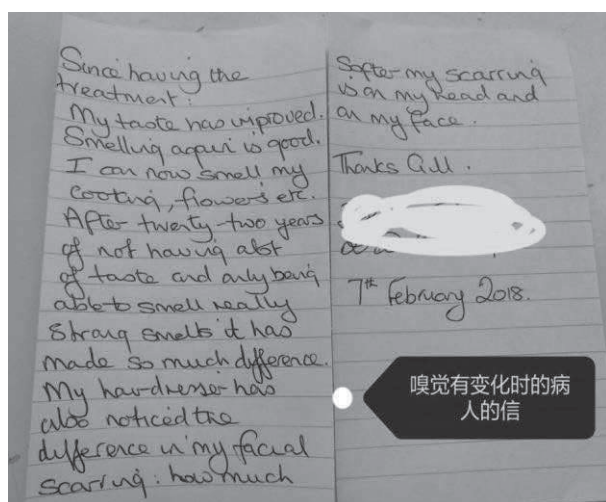 Since having the
treatment:
My taste has improved.
Smelling again is good.
I can now smell my
cooking, flowers etc.
After twenty-two years
of not having alot
of taste and only being
able to smell really
strong smells it has
made so much difference.
My hairdresser has
also noticed the
difference in my facial
scarring: how much
softer my scarring
is on my head and
on my face.
Thanks Gill.
7th February 2018.
嗅觉有变化时的病
人的信